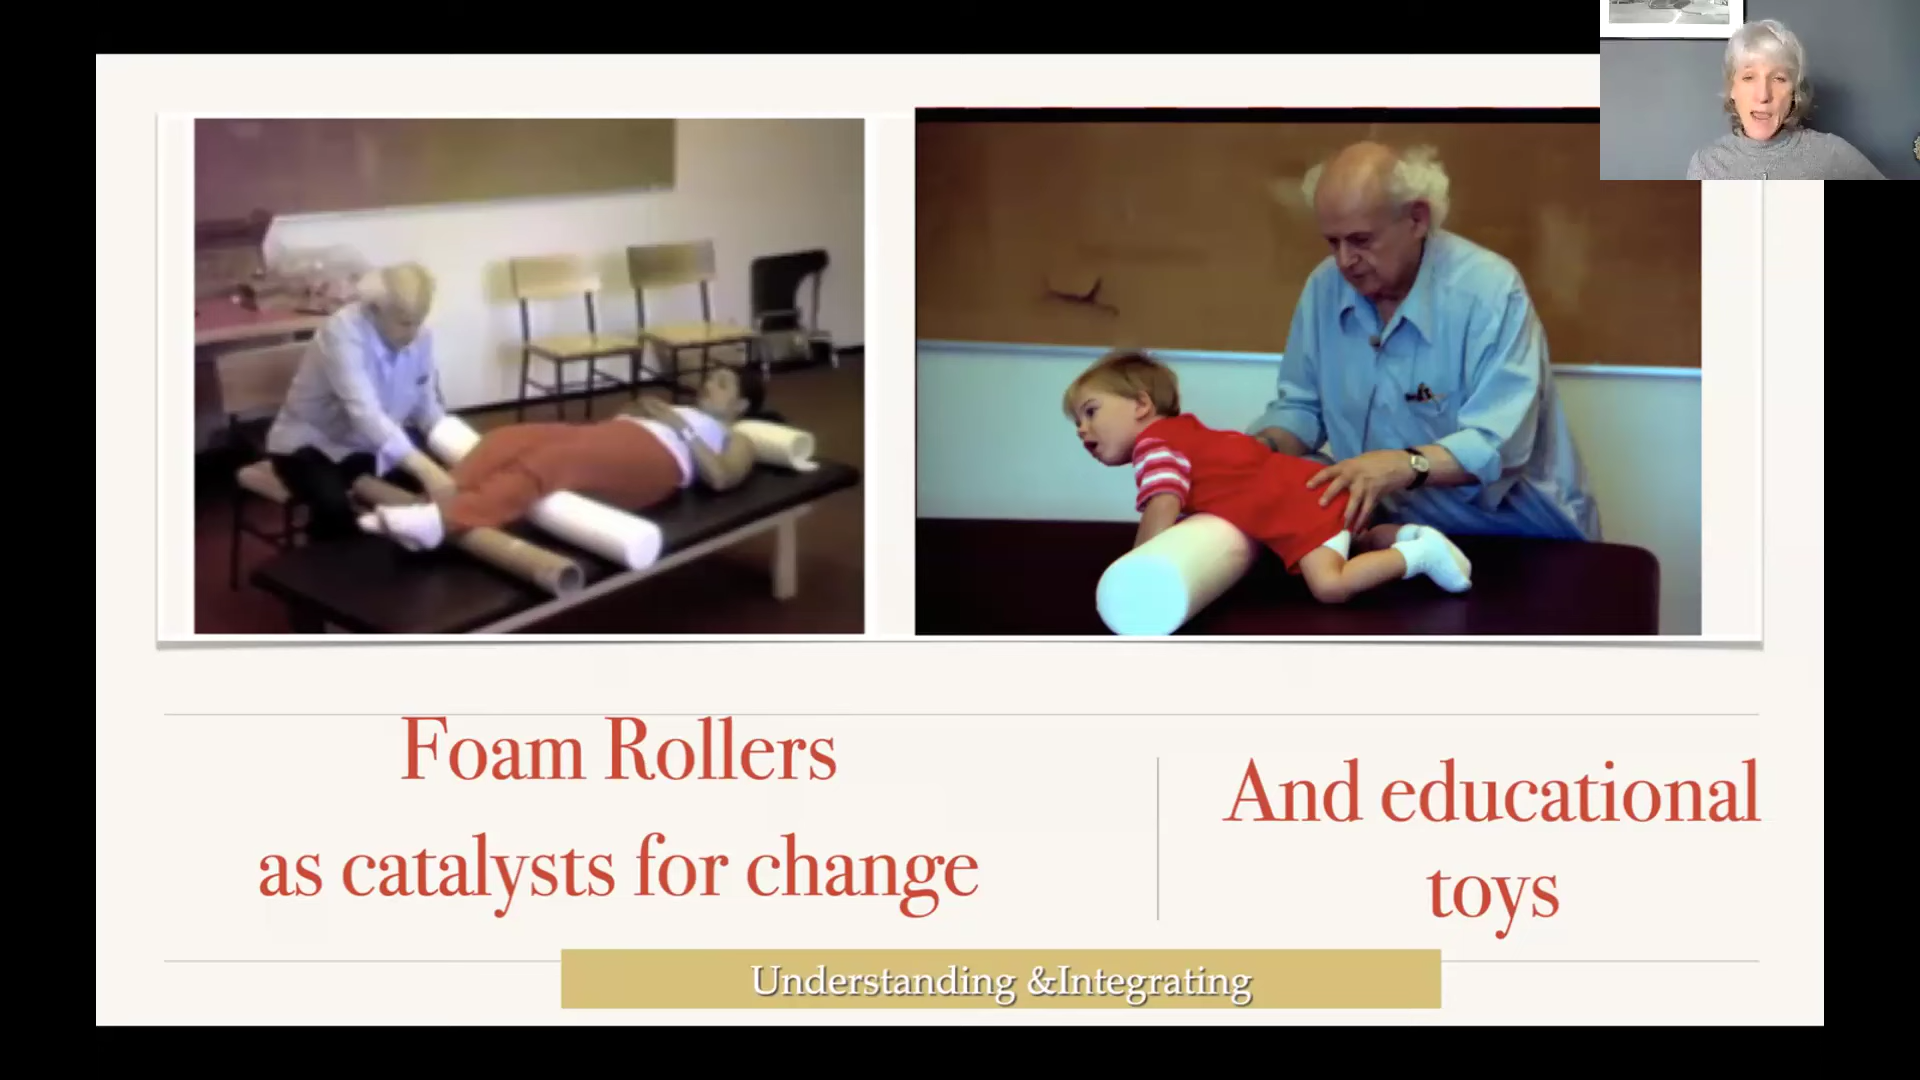 Foam Rollers
as catalysts for change
And educational
toys
Understanding &Integrating